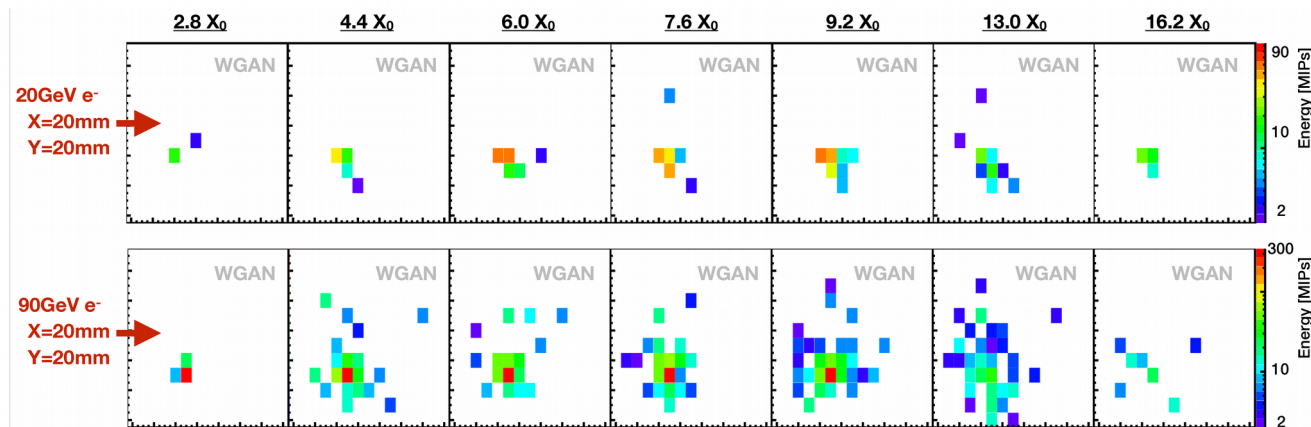 2.8 X0 4.4 X0 6.0 X0 7.6 X0 9.2 X0 13.0 X0 16.2 X0
WGAN WGAN WGAN WGAN WGAN WGAN WGAN
20GeV e-
X=20mm
Y=20mm
90
10
2
Energy [MIPs]
WGAN WGAN WGAN WGAN WGAN WGAN WGAN
90GeV e-
X=20mm
Y=20mm
300
10
2
Energy [MIPs]